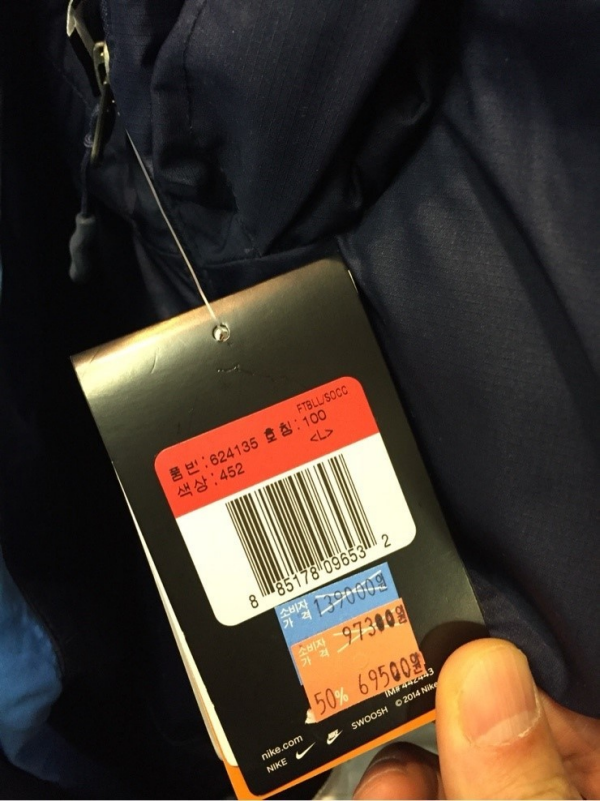 FTBLL/SOCC
품번:624135 호칭:100
색상:452 <L>
8 85178 09653 2
소비자
가격 139000원
소비자
가격 97300원
50% 69500원
IM# 442443
SWOOSH © 2014 Nike
nike.com
NIKE